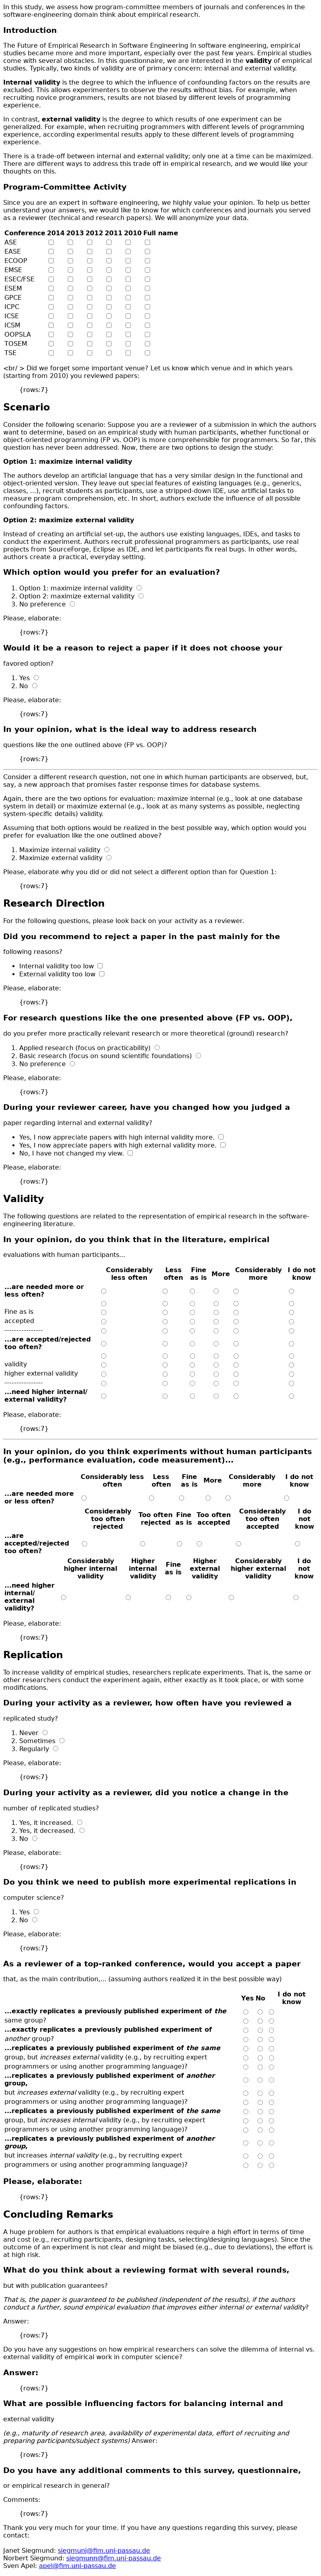 In this study, we assess how program-committee members of journals and conferences in the
software-engineering domain think about empirical research.
Introduction
The Future of Empirical Research in Software Engineering In software engineering, empirical
studies became more and more important, especially over the past few years. Empirical studies
come with several obstacles. In this questionnaire, we are interested in the validity of empirical
studies. Typically, two kinds of validity are of primary concern: internal and external validity.
Internal validity is the degree to which the influence of confounding factors on the results are
excluded. This allows experimenters to observe the results without bias. For example, when
recruiting novice programmers, results are not biased by different levels of programming
experience.
In contrast, external validity is the degree to which results of one experiment can be
generalized. For example, when recruiting programmers with different levels of programming
experience, according experimental results apply to these different levels of programming
experience.
There is a trade-off between internal and external validity; only one at a time can be maximized.
There are different ways to address this trade off in empirical research, and we would like your
thoughts on this.
Program-Committee Activity
Since you are an expert in software engineering, we highly value your opinion. To help us better
understand your answers, we would like to know for which conferences and journals you served
as a reviewer (technical and research papers). We will anonymize your data.
Conference 2014 2013 2012 2011 2010 Full name
ASE
EASE
ECOOP
EMSE
ESEC/FSE
ESEM
GPCE
ICPC
ICSE
ICSM
OOPSLA
TOSEM
TSE
<br/ > Did we forget some important venue? Let us know which venue and in which years
(starting from 2010) you reviewed papers:
{rows:7}
Scenario
Consider the following scenario: Suppose you are a reviewer of a submission in which the authors
want to determine, based on an empirical study with human participants, whether functional or
object-oriented programming (FP vs. OOP) is more comprehensible for programmers. So far, this
question has never been addressed. Now, there are two options to design the study:
Option 1: maximize internal validity
The authors develop an artificial language that has a very similar design in the functional and
object-oriented version. They leave out special features of existing languages (e.g., generics,
classes, ...), recruit students as participants, use a stripped-down IDE, use artificial tasks to
measure program comprehension, etc. In short, authors exclude the influence of all possible
confounding factors.
Option 2: maximize external validity
Instead of creating an artificial set-up, the authors use existing languages, IDEs, and tasks to
conduct the experiment. Authors recruit professional programmers as participants, use real
projects from SourceForge, Eclipse as IDE, and let participants fix real bugs. In other words,
authors create a practical, everyday setting.
Which option would you prefer for an evaluation?
1. Option 1: maximize internal validity
2. Option 2: maximize external validity
3. No preference
Please, elaborate:
{rows:7}
Would it be a reason to reject a paper if it does not choose your
favored option?
1. Yes
2. No
Please, elaborate:
{rows:7}
In your opinion, what is the ideal way to address research
questions like the one outlined above (FP vs. OOP)?
{rows:7}
Consider a different research question, not one in which human participants are observed, but,
say, a new approach that promises faster response times for database systems.
Again, there are the two options for evaluation: maximize internal (e.g., look at one database
system in detail) or maximize external (e.g., look at as many systems as possible, neglecting
system-specific details) validity.
Assuming that both options would be realized in the best possible way, which option would you
prefer for evaluation like the one outlined above?
1. Maximize internal validity
2. Maximize external validity
Please, elaborate why you did or did not select a different option than for Question 1:
{rows:7}
Research Direction
For the following questions, please look back on your activity as a reviewer.
Did you recommend to reject a paper in the past mainly for the
following reasons?
• Internal validity too low
• External validity too low
Please, elaborate:
{rows:7}
For research questions like the one presented above (FP vs. OOP),
do you prefer more practically relevant research or more theoretical (ground) research?
1. Applied research (focus on practicability)
2. Basic research (focus on sound scientific foundations)
3. No preference
Please, elaborate:
{rows:7}
During your reviewer career, have you changed how you judged a
paper regarding internal and external validity?
• Yes, I now appreciate papers with high internal validity more.
• Yes, I now appreciate papers with high external validity more.
• No, I have not changed my view.
Please, elaborate:
{rows:7}
Validity
The following questions are related to the representation of empirical research in the software-
engineering literature.
In your opinion, do you think that in the literature, empirical
evaluations with human participants...
Considerably less often Less often Fine as is More Considerably more I do not know
...are needed more or
less often?
Fine as is
accepted
----------------
...are accepted/rejected
too often?
validity
higher external validity
----------------
...need higher internal/
external validity?
Please, elaborate:
{rows:7}
In your opinion, do you think experiments without human participants
(e.g., performance evaluation, code measurement)...
Considerably less often Less often Fine as is More Considerably more I do not know
...are needed more
or less often?
Considerably too often rejected Too often rejected Fine as is Too often accepted Considerably too often accepted I do not know
...are
accepted/rejected
too often?
Considerably higher internal validity Higher internal validity Fine as is Higher external validity Considerably higher external validity I do not know
...need higher
internal/
external
validity?
Please, elaborate:
{rows:7}
Replication
To increase validity of empirical studies, researchers replicate experiments. That is, the same or
other researchers conduct the experiment again, either exactly as it took place, or with some
modifications.
During your activity as a reviewer, how often have you reviewed a
replicated study?
1. Never
2. Sometimes
3. Regularly
Please, elaborate:
{rows:7}
During your activity as a reviewer, did you notice a change in the
number of replicated studies?
1. Yes, it increased.
2. Yes, it decreased.
3. No
Please, elaborate:
{rows:7}
Do you think we need to publish more experimental replications in
computer science?
1. Yes
2. No
Please, elaborate:
{rows:7}
As a reviewer of a top-ranked conference, would you accept a paper
that, as the main contribution,... (assuming authors realized it in the best possible way)
Yes No I do not know
...exactly replicates a previously published experiment of the
same group?
...exactly replicates a previously published experiment of
another group?
...replicates a previously published experiment of the same
group, but increases external validity (e.g., by recruiting expert
programmers or using another programming language)?
...replicates a previously published experiment of another
group,
but increases external validity (e.g., by recruiting expert
programmers or using another programming language)?
...replicates a previously published experiment of the same
group, but increases internal validity (e.g., by recruiting expert
programmers or using another programming language)?
...replicates a previously published experiment of another
group,
but increases internal validity (e.g., by recruiting expert
programmers or using another programming language)?
Please, elaborate:
{rows:7}
Concluding Remarks
A huge problem for authors is that empirical evaluations require a high effort in terms of time
and cost (e.g., recruiting participants, designing tasks, selecting/designing languages). Since the
outcome of an experiment is not clear and might be biased (e.g., due to deviations), the effort is
at high risk.
What do you think about a reviewing format with several rounds,
but with publication guarantees?
That is, the paper is guaranteed to be published (independent of the results), if the authors
conduct a further, sound empirical evaluation that improves either internal or external validity?
Answer:
{rows:7}
Do you have any suggestions on how empirical researchers can solve the dilemma of internal vs.
external validity of empirical work in computer science?
Answer:
{rows:7}
What are possible influencing factors for balancing internal and
external validity
(e.g., maturity of research area, availability of experimental data, effort of recruiting and
preparing participants/subject systems) Answer:
{rows:7}
Do you have any additional comments to this survey, questionnaire,
or empirical research in general?
Comments:
{rows:7}
Thank you very much for your time. If you have any questions regarding this survey, please
contact:
Janet Siegmund: siegmunj@fim.uni-passau.de
Norbert Siegmund: siegmunn@fim.uni-passau.de
Sven Apel: apel@fim.uni-passau.de